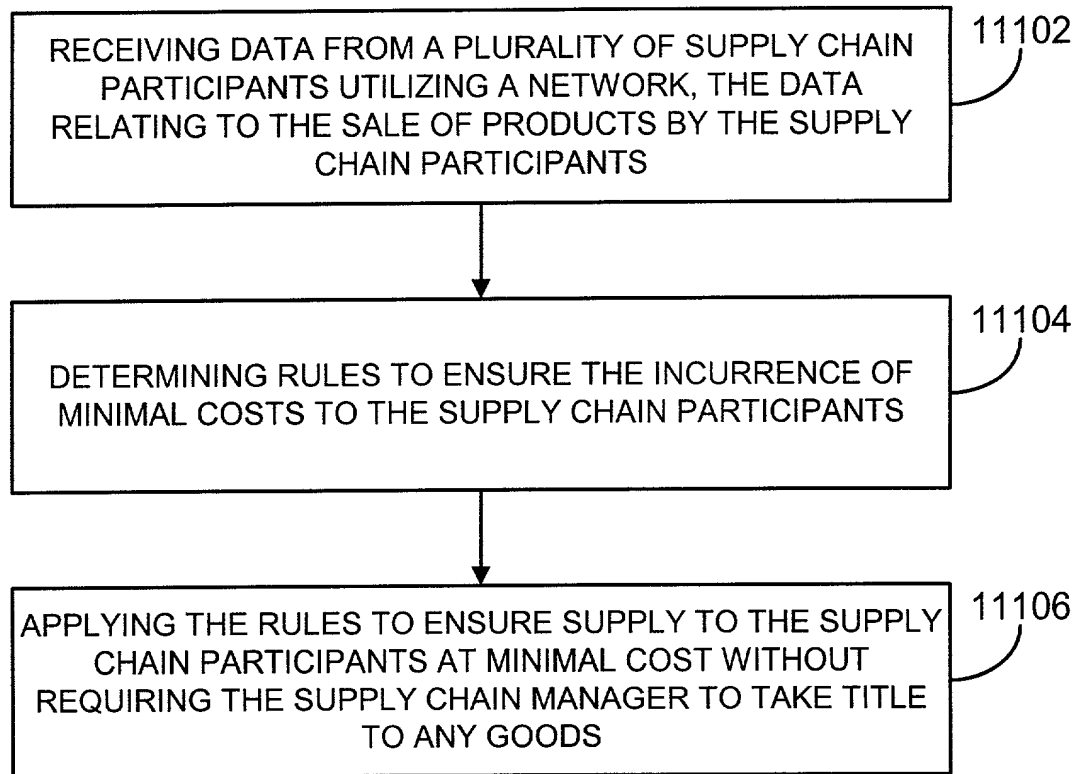 RECEIVING DATA FROM A PLURALITY OF SUPPLY CHAIN
PARTICIPANTS UTILIZING A NETWORK, THE DATA
RELATING TO THE SALE OF PRODUCTS BY THE SUPPLY
CHAIN PARTICIPANTS
11102
DETERMINING RULES TO ENSURE THE INCURRENCE OF
MINIMAL COSTS TO THE SUPPLY CHAIN PARTICIPANTS
11104
APPLYING THE RULES TO ENSURE SUPPLY TO THE SUPPLY
CHAIN PARTICIPANTS AT MINIMAL COST WITHOUT
REQUIRING THE SUPPLY CHAIN MANAGER TO TAKE TITLE
TO ANY GOODS
11106